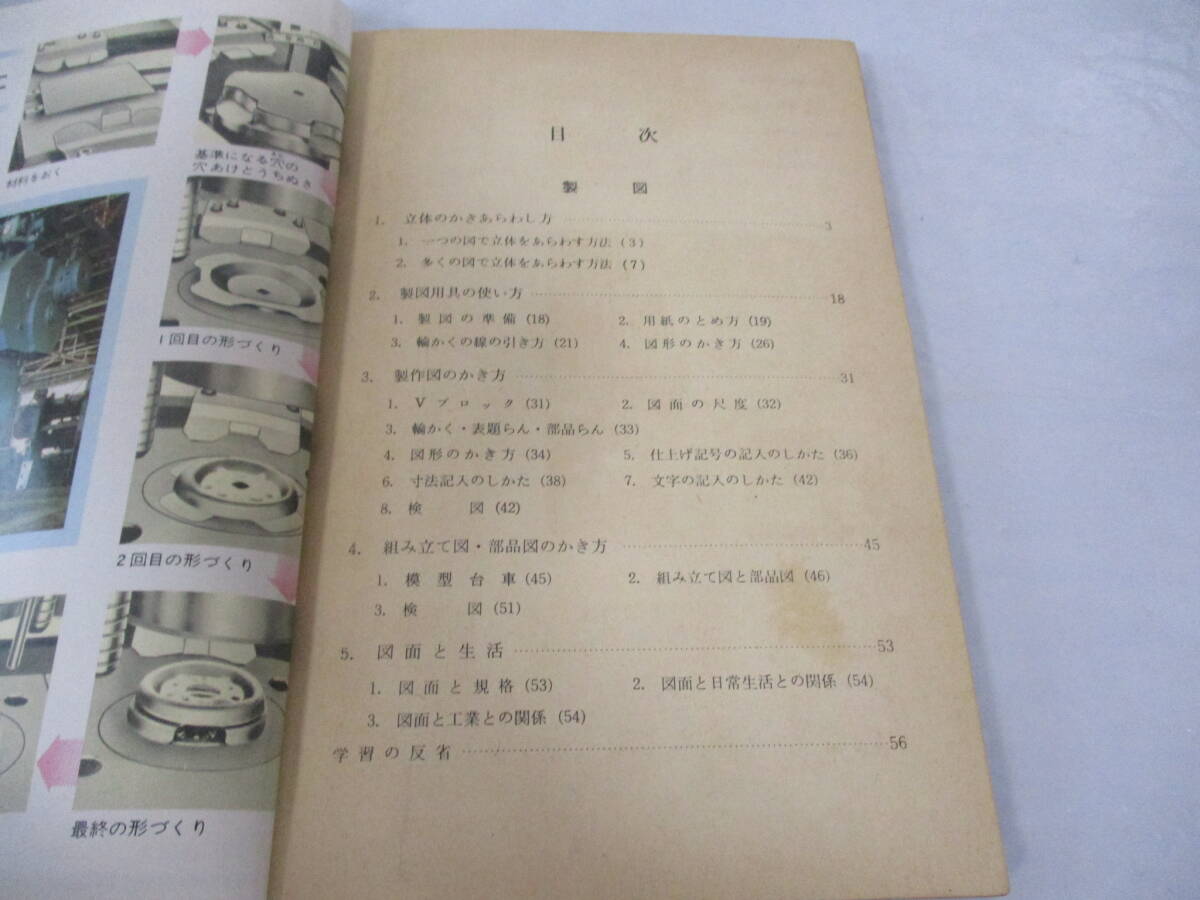 材料をおく
基準になる穴の
穴あけとうちぬき
1回目の形づくり
2回目の形づくり
最終の形づくり
目 次
製 図
1. 立体のかきあらわし方 3
1. 一つの図で立体をあらわす方法 (3)
2. 多くの図で立体をあらわす方法 (7)
2. 製図用具の使い方 18
1. 製図の準備 (18) 2. 用紙のとめ方 (19)
3. 輪かくの線の引き方 (21) 4. 図形のかき方 (26)
3. 製作図のかき方 31
1. Vブロック (31) 2. 図面の尺度 (32)
3. 輪かく・表題らん・部品らん (33)
4. 図形のかき方 (34) 5. 仕上げ記号の記入のしかた (36)
6. 寸法記入のしかた (38) 7. 文字の記入のしかた (42)
8. 検 図 (42)
4. 組み立て図・部品図のかき方 45
1. 模型台車 (45) 2. 組み立て図と部品図 (46)
3. 検 図 (51)
5. 図面と生活 53
1. 図面と規格 (53) 2. 図面と日常生活との関係 (54)
3. 図面と工業との関係 (54)
学習の反省 56